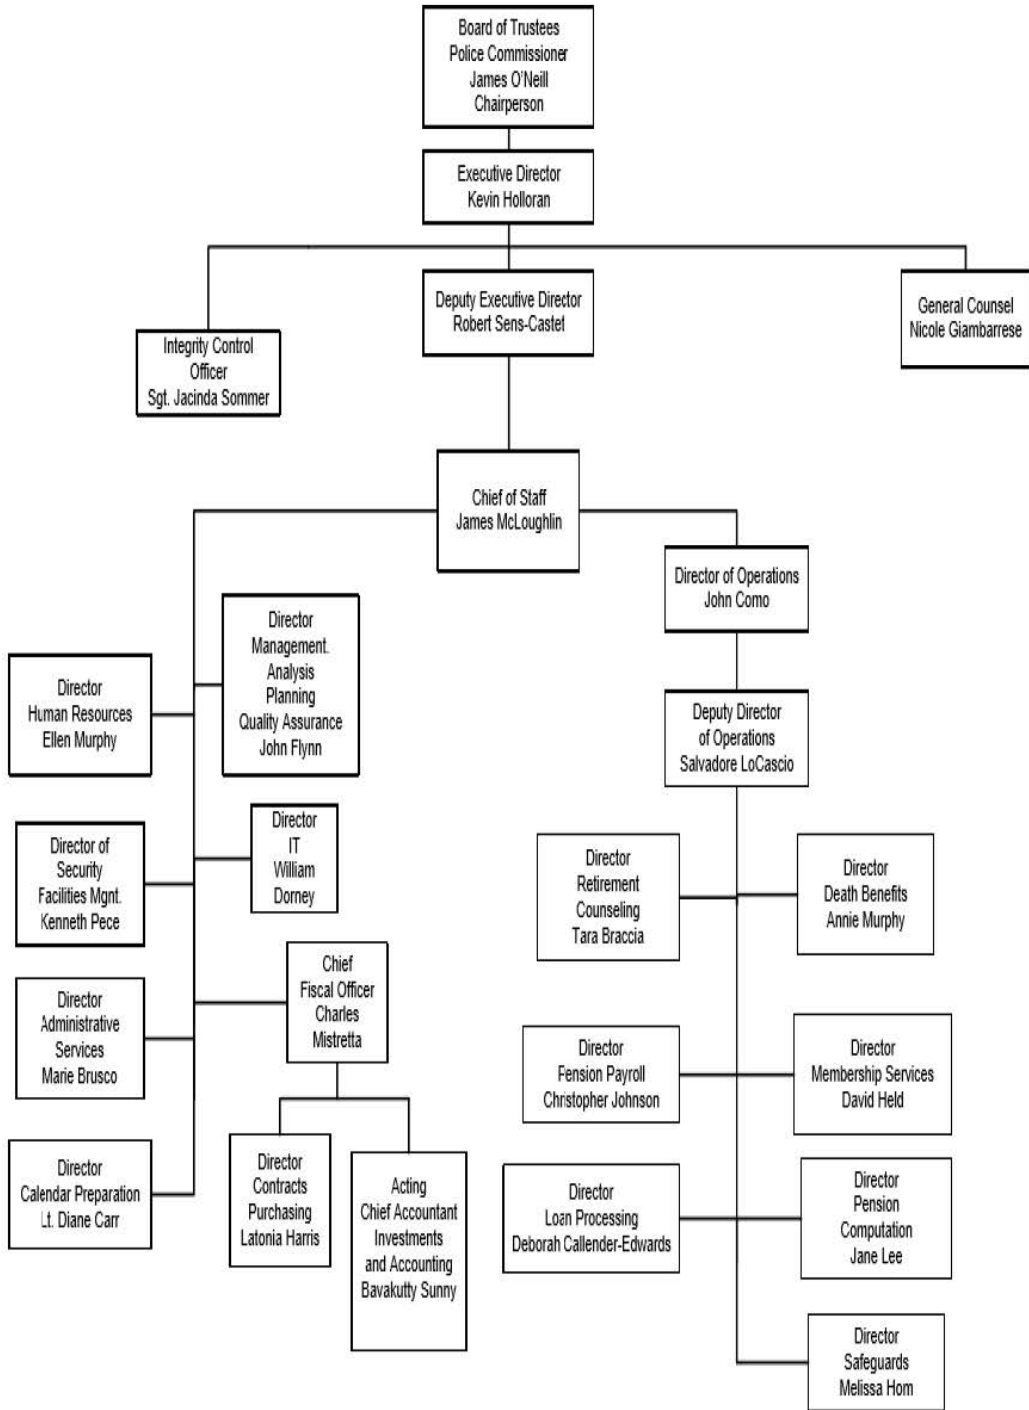 Board of Trustees
Police Commissioner
James O'Neill
Chairperson
Executive Director
Kevin Holloran
Deputy Executive Director
Robert Sens-Castet
General Counsel
Nicole Giambarrese
Integrity Control
Officer
Sgt. Jacinda Sommer
Chief of Staff
James McLoughlin
Director of Operations
John Como
Director
Management.
Analysis
Planning
Quality Assurance
John Flynn
Director
Human Resources
Ellen Murphy
Deputy Director
of Operations
Salvadore LoCascio
Director of
Security
Facilities Mgnt.
Kenneth Pece
Director
IT
William
Dorney
Director
Retirement
Counseling
Tara Braccia
Director
Death Benefits
Annie Murphy
Chief
Fiscal Officer
Charles
Mistretta
Director
Administrative
Services
Marie Brusco
Director
Fension Payroll
Christopher Johnson
Director
Membership Services
David Held
Director
Calendar Preparation
Lt. Diane Carr
Director
Contracts
Purchasing
Latonia Harris
Acting
Chief Accountant
Investments
and Accounting
Bavakutty Sunny
Director
Loan Processing
Deborah Callender-Edwards
Director
Pension
Computation
Jane Lee
Director
Safeguards
Melissa Hom